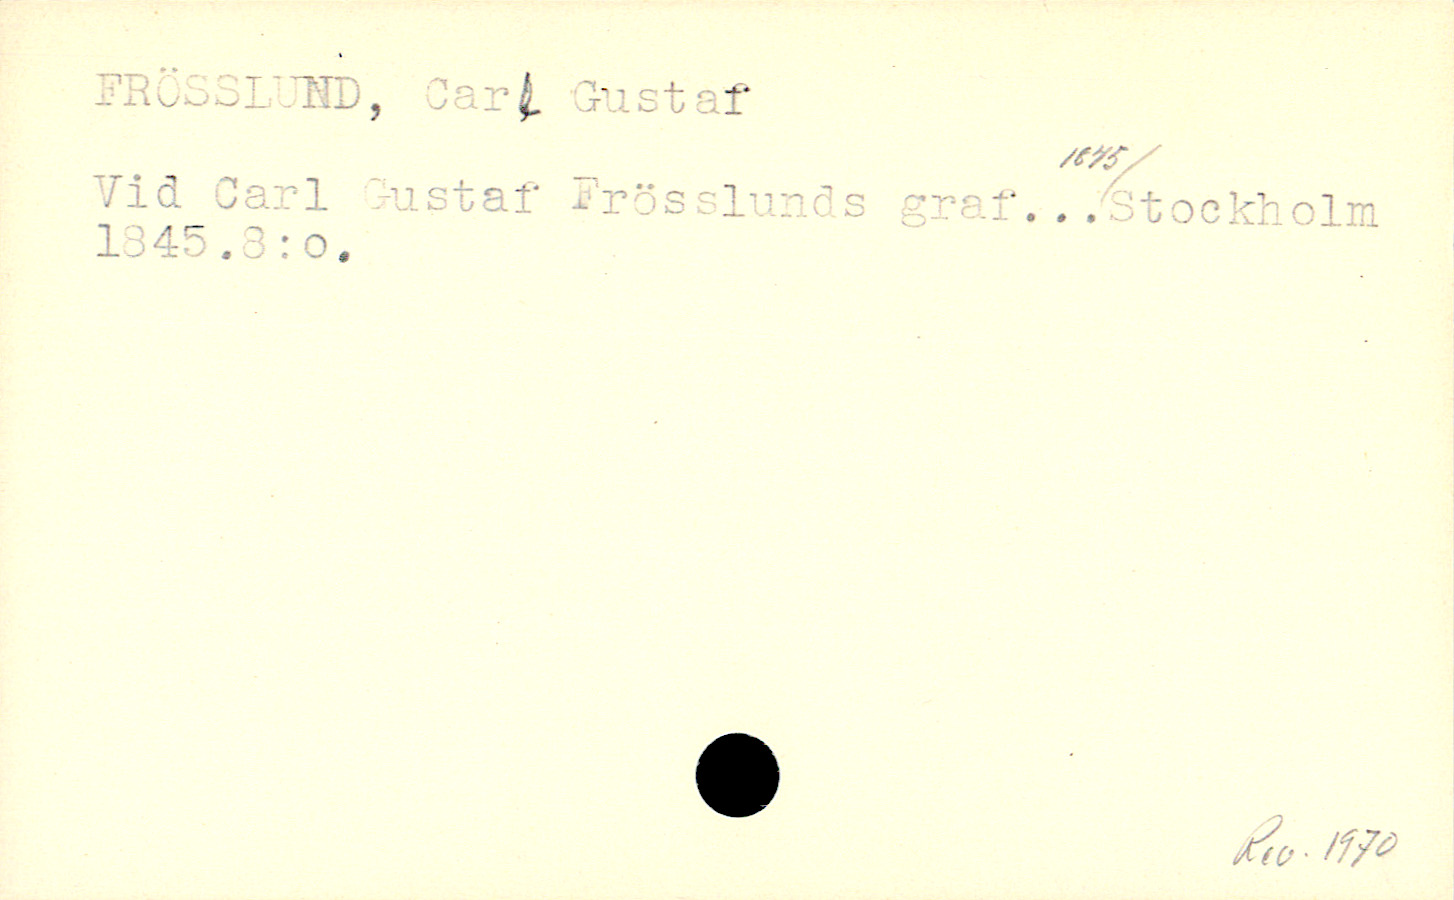 FRÖSSLUND, Carl Gustaf
1845/
Vid Carl Gustaf Frösslunds graf...Stockholm
1845.8:o.
Rev. 1970